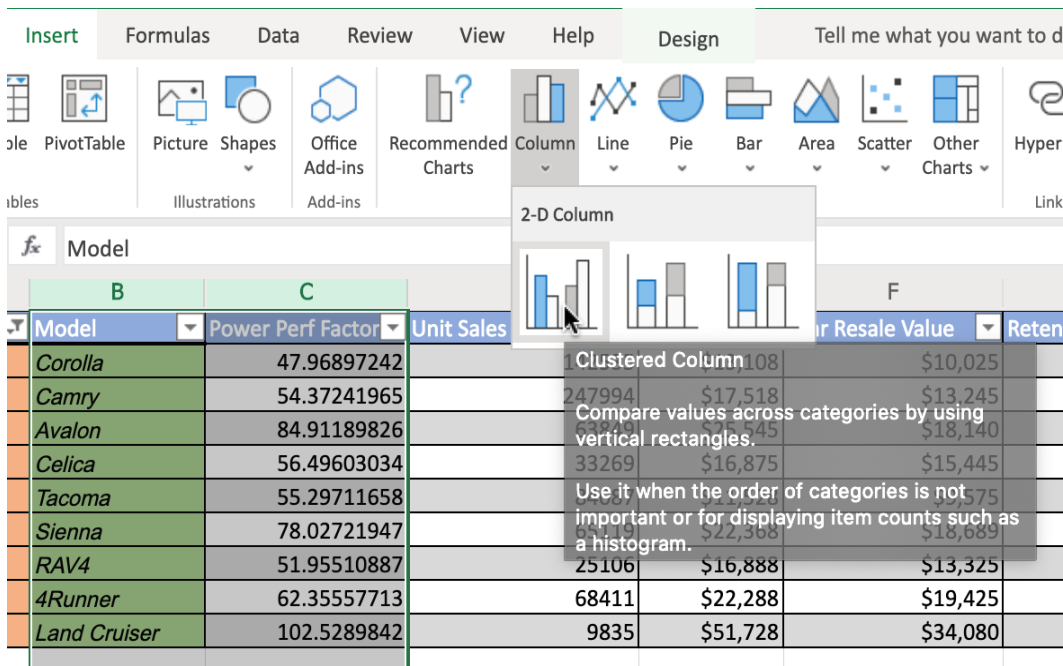 Insert Formulas Data Review View Help Design Tell me what you want to d
ble PivotTable Picture Shapes Office Add-ins Recommended Charts Column Line Pie Bar Area Scatter Other Charts Hyper
ables Illustrations Add-ins Link
2-D Column
fx Model
B C F
Model Power Perf Factor Unit Sales ar Resale Value Reten
Corolla 47.96897242 $10,025
Camry 54.37241965 247994 $17,518 $13,245
Avalon 84.91189826 63849 $25,545 $18,140
Celica 56.49603034 33269 $16,875 $15,445
Tacoma 55.29711658 $11,528 $9,575
Sienna 78.02721947 65119 $22,368 $18,689
RAV4 51.95510887 25106 $16,888 $13,325
4Runner 62.35557713 68411 $22,288 $19,425
Land Cruiser 102.5289842 9835 $51,728 $34,080
Clustered Column
Compare values across categories by using
vertical rectangles.
Use it when the order of categories is not
important or for displaying item counts such as
a histogram.